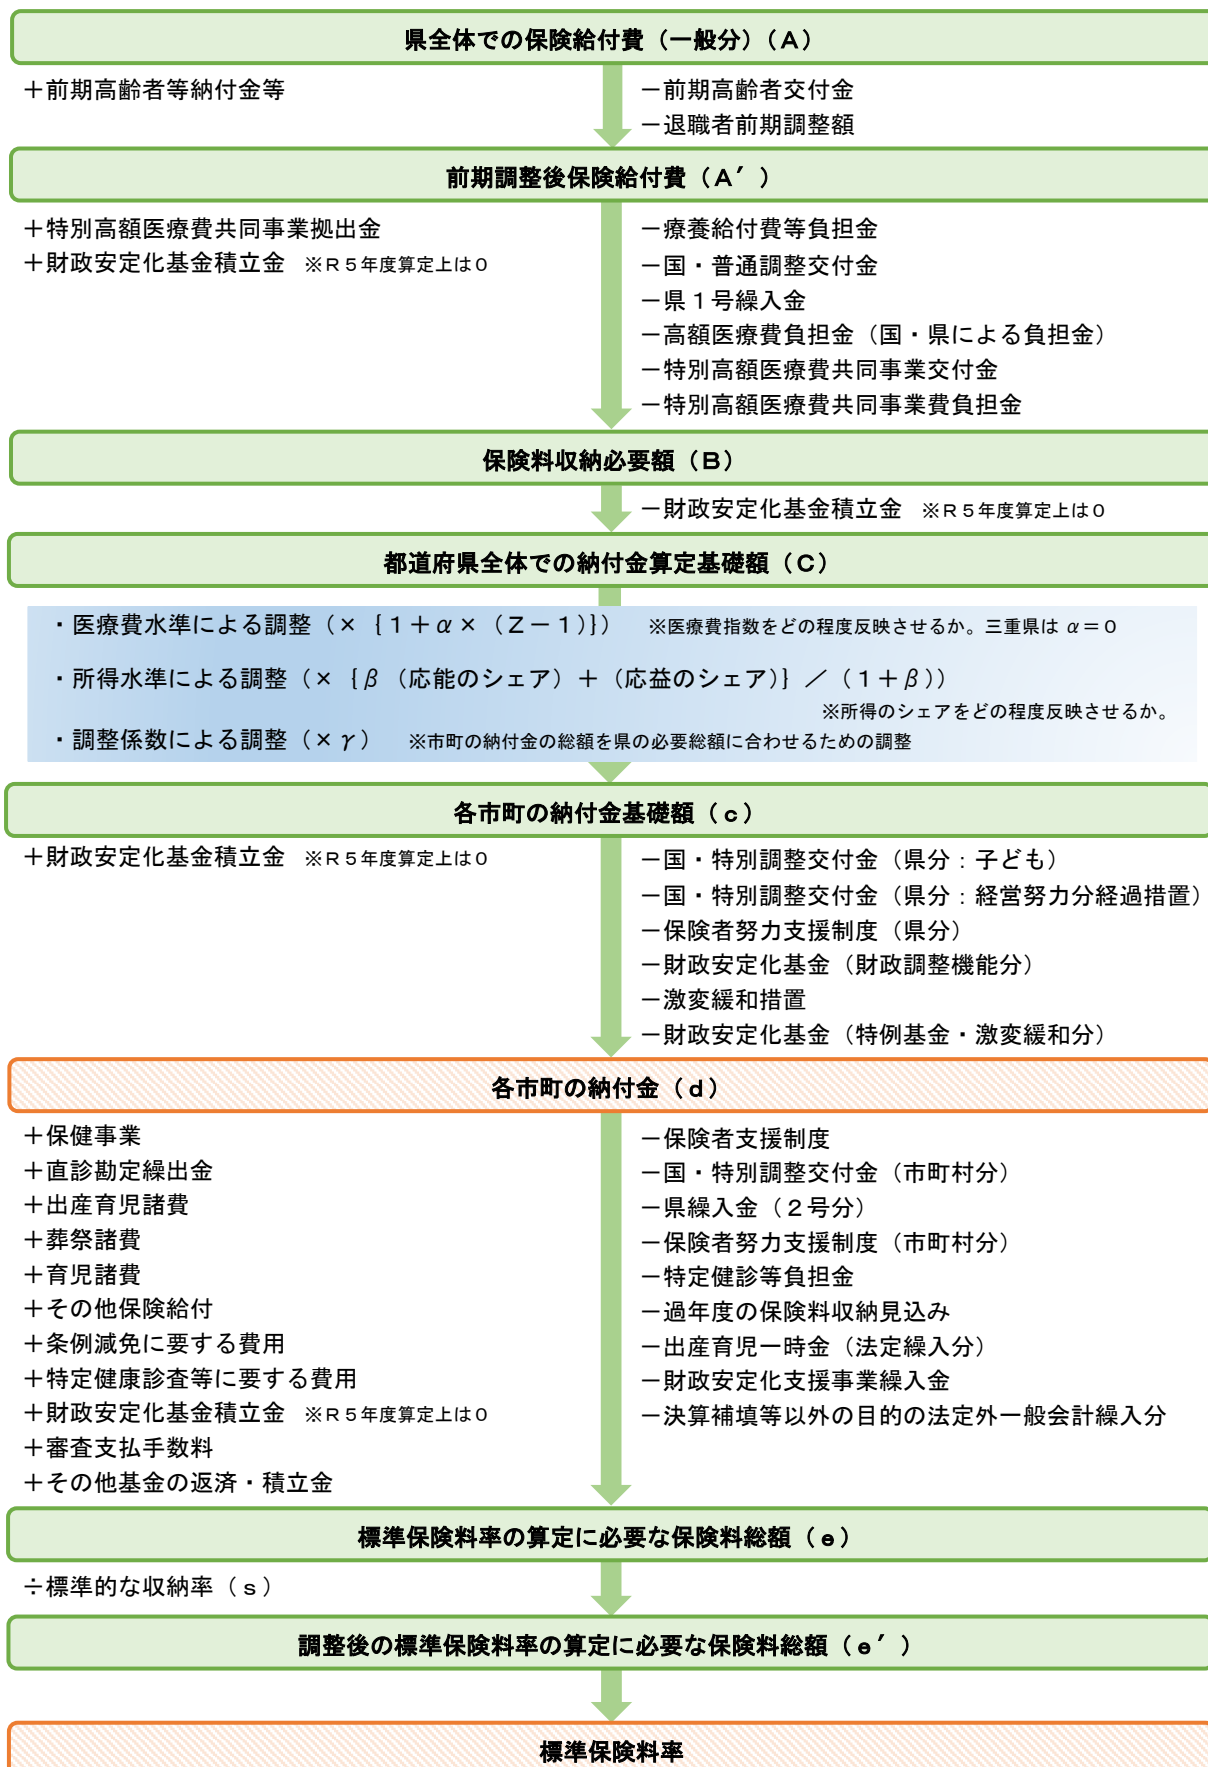 県全体での保険給付費（一般分）（Ａ）
＋前期高齢者等納付金等
－前期高齢者交付金
－退職者前期調整額
前期調整後保険給付費（Ａ′）
＋特別高額医療費共同事業拠出金
＋財政安定化基金積立金　※Ｒ５年度算定上は０
－療養給付費等負担金
－国・普通調整交付金
－県１号繰入金
－高額医療費負担金（国・県による負担金）
－特別高額医療費共同事業交付金
－特別高額医療費共同事業費負担金
保険料収納必要額（Ｂ）
－財政安定化基金積立金　※Ｒ５年度算定上は０
都道府県全体での納付金算定基礎額（Ｃ）
・医療費水準による調整（×｛１＋α×（Ｚ－１）｝）　※医療費指数をどの程度反映させるか。三重県は α＝０
・所得水準による調整（×｛β（応能のシェア）＋（応益のシェア）｝／（１＋β））
※所得のシェアをどの程度反映させるか。
・調整係数による調整（×γ）　※市町の納付金の総額を県の必要総額に合わせるための調整
各市町の納付金基礎額（ｃ）
＋財政安定化基金積立金　※Ｒ５年度算定上は０
－国・特別調整交付金（県分：子ども）
－国・特別調整交付金（県分：経営努力分経過措置）
－保険者努力支援制度（県分）
－財政安定化基金（財政調整機能分）
－激変緩和措置
－財政安定化基金（特例基金・激変緩和分）
各市町の納付金（ｄ）
＋保健事業
＋直診勘定繰出金
＋出産育児諸費
＋葬祭諸費
＋育児諸費
＋その他保険給付
＋条例減免に要する費用
＋特定健康診査等に要する費用
＋財政安定化基金積立金　※Ｒ５年度算定上は０
＋審査支払手数料
＋その他基金の返済・積立金
－保険者支援制度
－国・特別調整交付金（市町村分）
－県繰入金（２号分）
－保険者努力支援制度（市町村分）
－特定健診等負担金
－過年度の保険料収納見込み
－出産育児一時金（法定繰入分）
－財政安定化支援事業繰入金
－決算補填等以外の目的の法定外一般会計繰入分
標準保険料率の算定に必要な保険料総額（ｅ）
÷標準的な収納率（ｓ）
調整後の標準保険料率の算定に必要な保険料総額（ｅ′）
標準保険料率